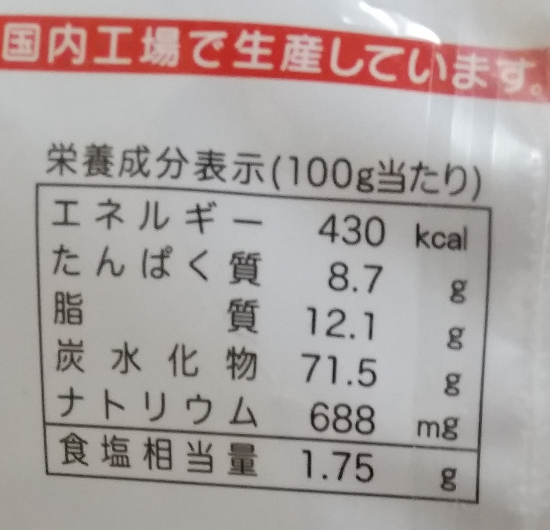 国内工場で生産しています。
栄養成分表示(100g当たり)
エネルギー 430 kcal
たんぱく質 8.7 g
脂質 12.1 g
炭水化物 71.5 g
ナトリウム 688 mg
食塩相当量 1.75 g